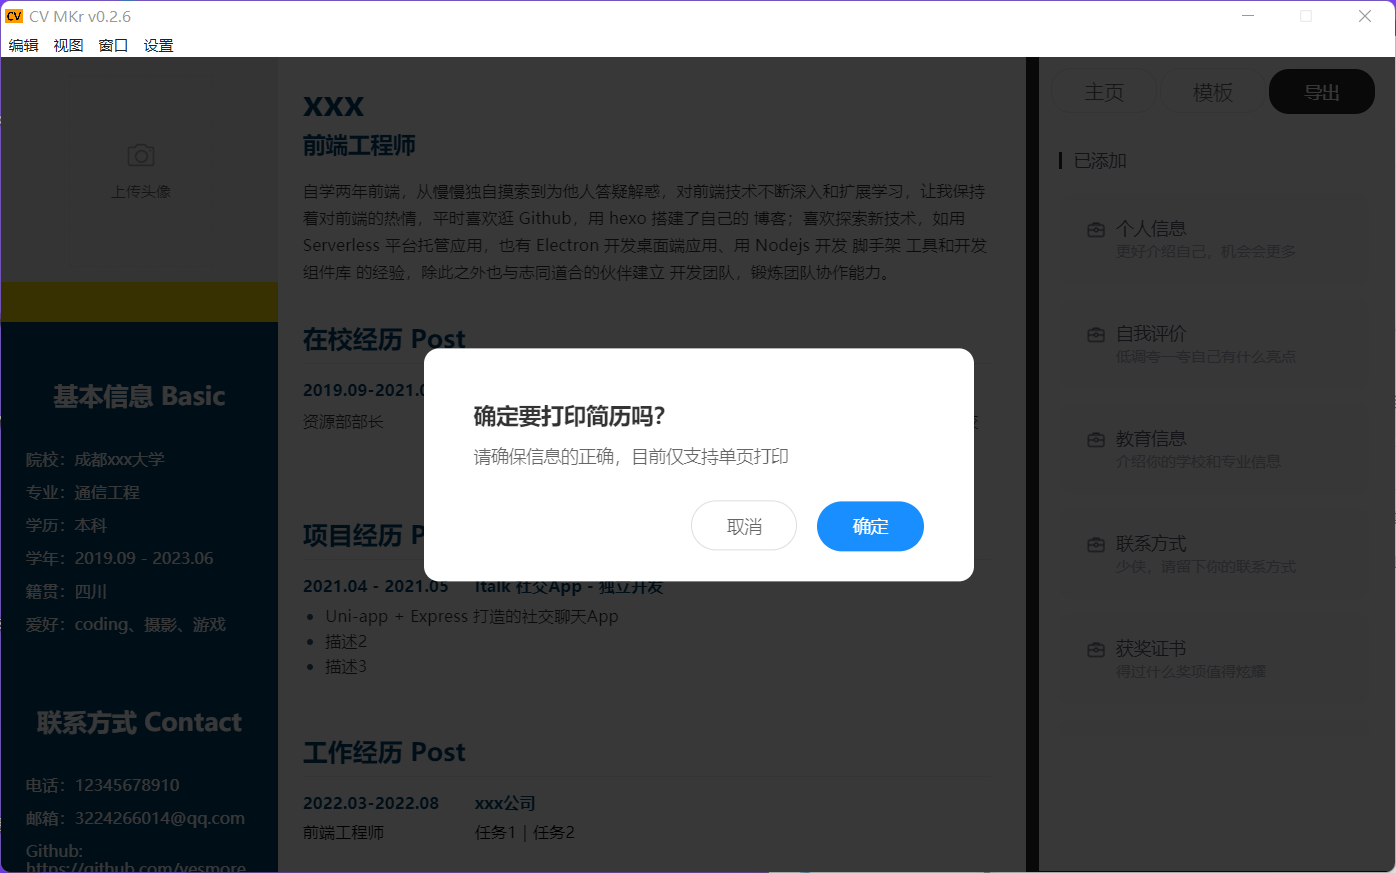 CV CV MKr v0.2.6
编辑 视图 窗口 设置
上传头像
基本信息 Basic
院校：成都xxx大学
专业：通信工程
学历：本科
学年：2019.09 - 2023.06
籍贯：四川
爱好：coding、摄影、游戏
联系方式 Contact
电话：12345678910
邮箱：3224266014@qq.com
Github:
https://github.com/yesmore
XXX
前端工程师
自学两年前端，从慢慢独自摸索到为他人答疑解惑，对前端技术不断深入和扩展学习，让我保持
着对前端的热情，平时喜欢逛 Github，用 hexo 搭建了自己的 博客；喜欢探索新技术，如用
Serverless 平台托管应用，也有 Electron 开发桌面端应用、用 Nodejs 开发 脚手架 工具和开发
组件库 的经验，除此之外也与志同道合的伙伴建立 开发团队，锻炼团队协作能力。
在校经历 Post
2019.09-2021.0
资源部部长
项目经历 P
2021.04 - 2021.05 Italk 社交App - 独立开发
Uni-app + Express 打造的社交聊天App
描述2
描述3
工作经历 Post
2022.03-2022.08 xxx公司
前端工程师 任务1 | 任务2
确定要打印简历吗？
请确保信息的正确，目前仅支持单页打印
取消 确定
主页 模板 导出
已添加
个人信息
更好介绍自己，机会会更多
自我评价
低调夸一夸自己有什么亮点
教育信息
介绍你的学校和专业信息
联系方式
少侠，请留下你的联系方式
获奖证书
得过什么奖项值得炫耀